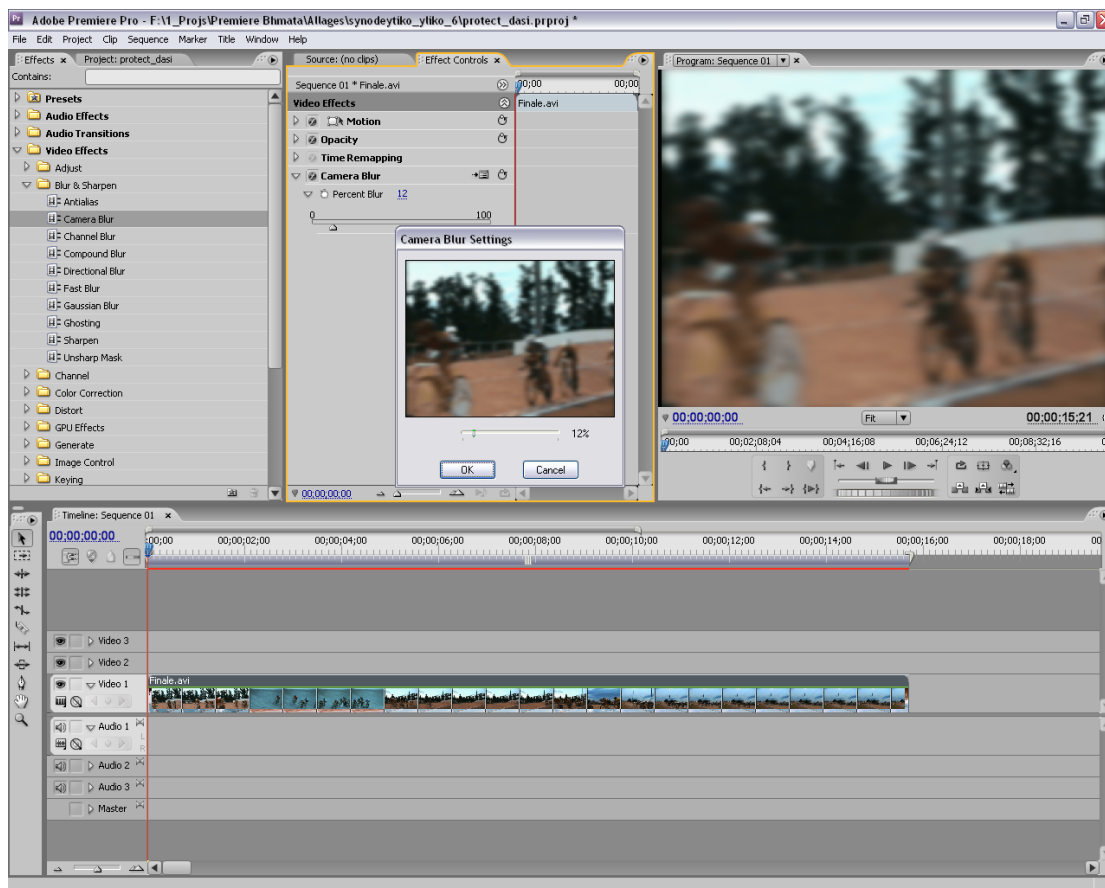 Adobe Premiere Pro - F:\1_Projs\Premiere Bhmata\Allages\synodeytiko_yliko_6\protect_dasi.prproj *
File Edit Project Clip Sequence Marker Title Window Help
Effects × Project: protect_dasi
Contains:
Presets
Audio Effects
Audio Transitions
Video Effects
Adjust
Blur & Sharpen
Antialias
Camera Blur
Channel Blur
Compound Blur
Directional Blur
Fast Blur
Gaussian Blur
Ghosting
Sharpen
Unsharp Mask
Channel
Color Correction
Distort
GPU Effects
Generate
Image Control
Keying
Source: (no clips) Effect Controls ×
Sequence 01 * Finale.avi
00;00 00;00
Video Effects
Finale.avi
Motion
Opacity
Time Remapping
Camera Blur
Percent Blur 12
0 100
Camera Blur Settings
12%
OK Cancel
00;00;00;00
Program: Sequence 01 ×
00;00;00;00 Fit 00;00;15;21
00;00 00;02;08;04 00;04;16;08 00;06;24;12 00;08;32;16
Timeline: Sequence 01 ×
00;00;00;00
00;00 00;00;02;00 00;00;04;00 00;00;06;00 00;00;08;00 00;00;10;00 00;00;12;00 00;00;14;00 00;00;16;00 00;00;18;00 00
Video 3
Video 2
Finale.avi
Video 1
Audio 1
L
R
Audio 2
Audio 3
Master